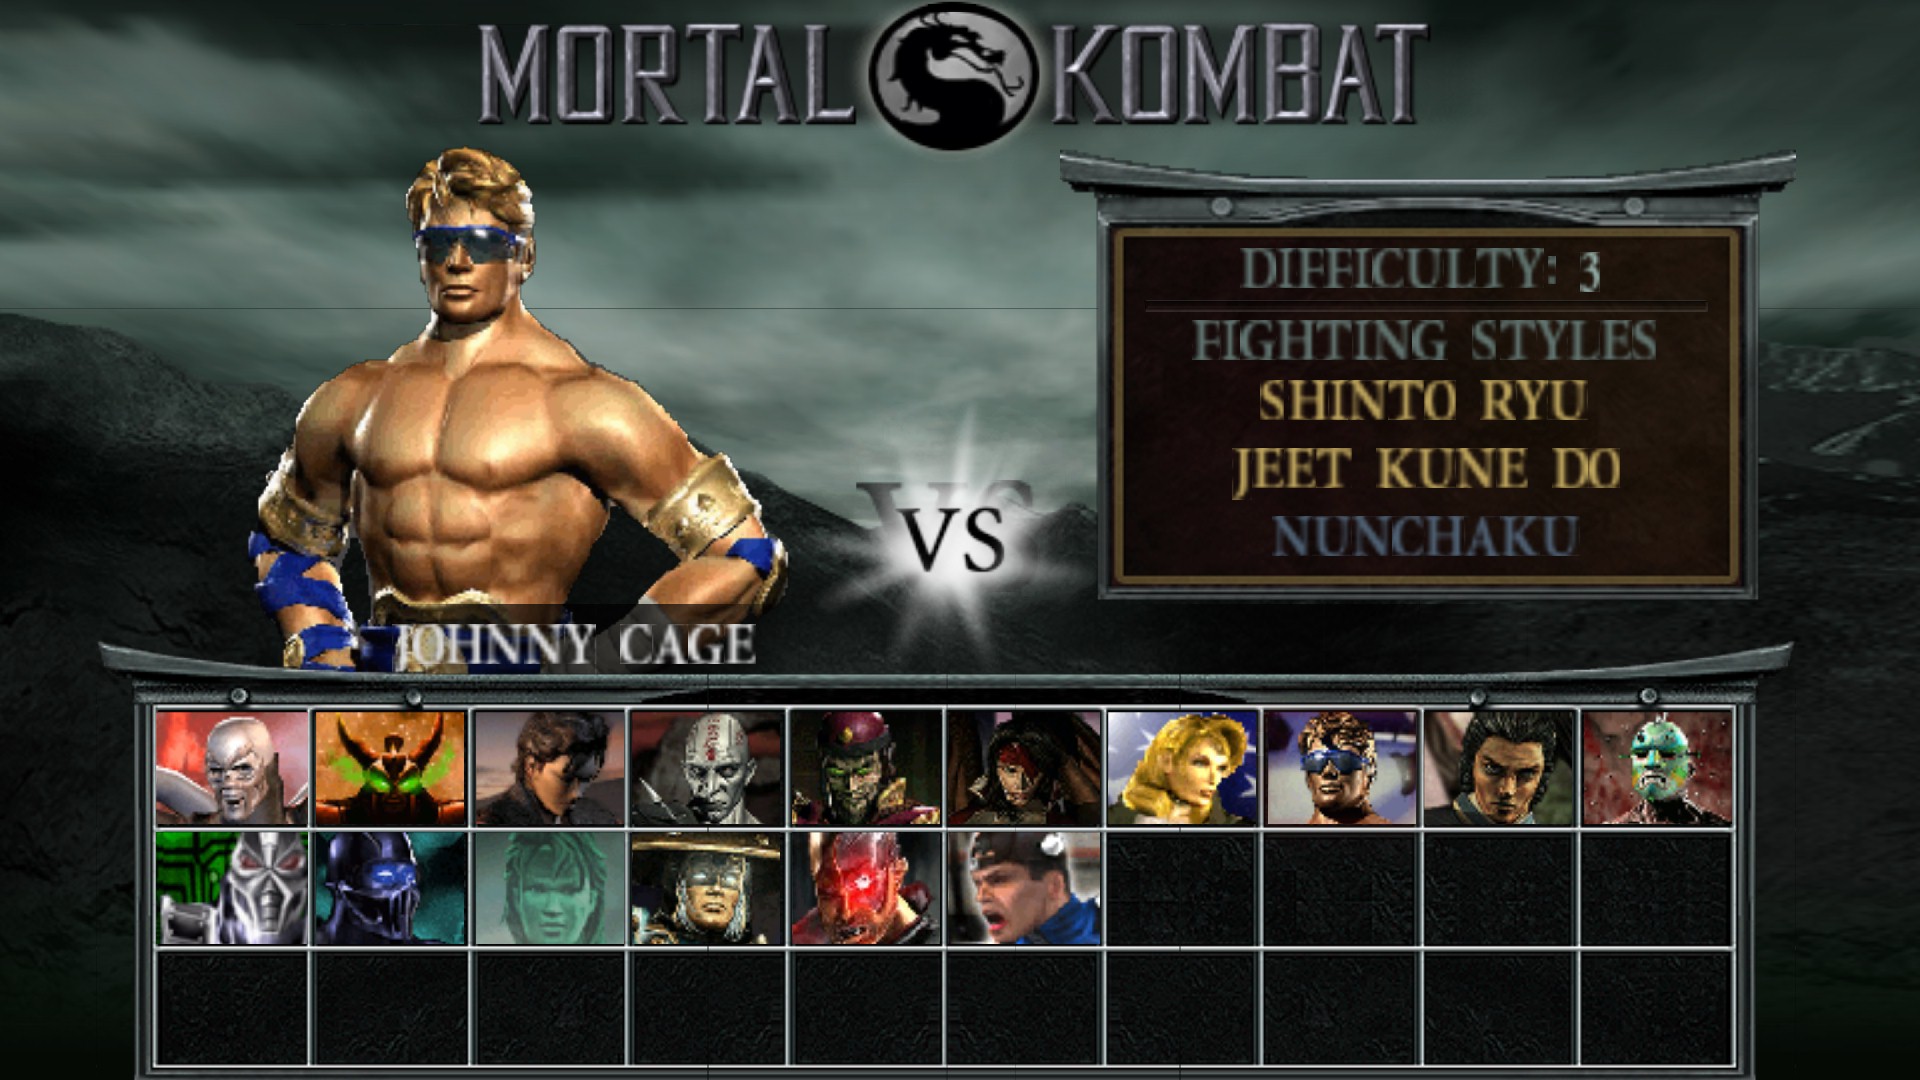 MORTAL KOMBAT
DIFFICULTY: 3
FIGHTING STYLES
SHINTO RYU
JEET KUNE DO
NUNCHAKU
VS
JOHNNY CAGE